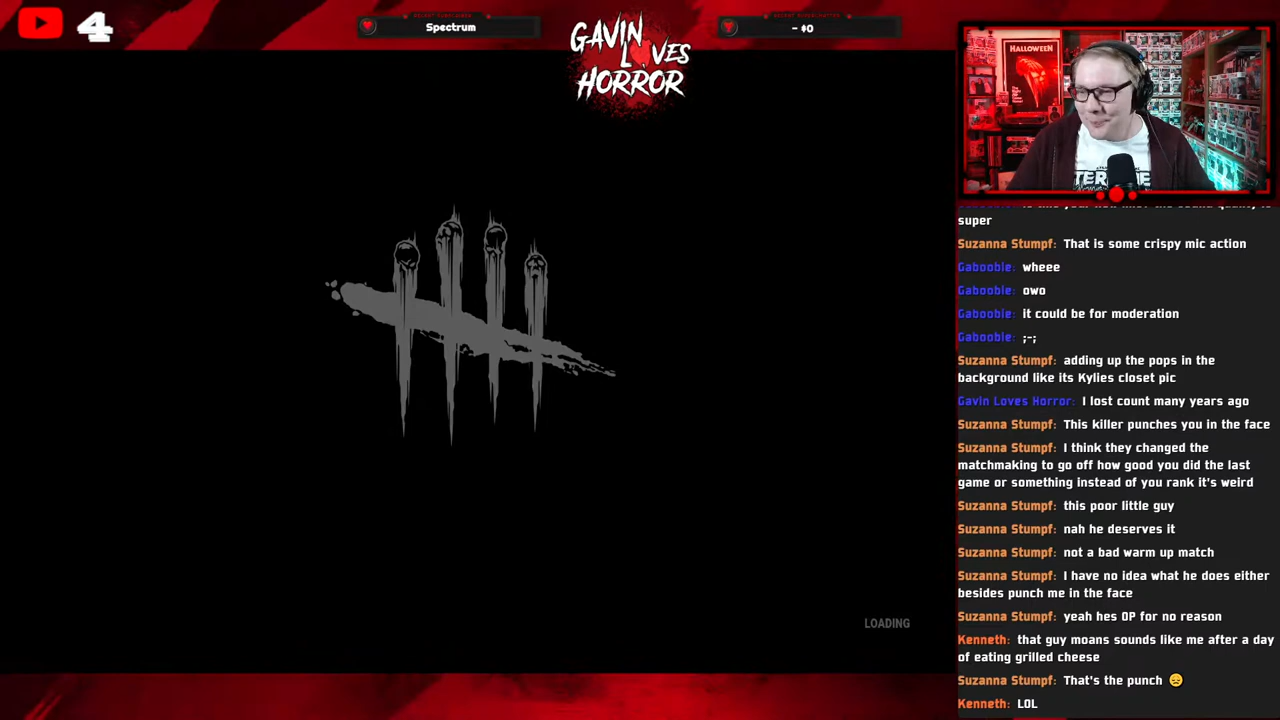 4
Spectrum
- $0
GAVIN
LOVES
HORROR
HALLOWEEN
super
Suzanna Stumpf: That is some crispy mic action
Gaboobie: wheee
Gaboobie: owo
Gaboobie: it could be for moderation
Gaboobie: ;-;
Suzanna Stumpf: adding up the pops in the
background like its Kylies closet pic
Gavin Loves Horror: I lost count many years ago
Suzanna Stumpf: This killer punches you in the face
Suzanna Stumpf: I think they changed the
matchmaking to go off how good you did the last
game or something instead of you rank it's weird
Suzanna Stumpf: this poor little guy
Suzanna Stumpf: nah he deserves it
Suzanna Stumpf: not a bad warm up match
Suzanna Stumpf: I have no idea what he does either
besides punch me in the face
Suzanna Stumpf: yeah hes OP for no reason
Kenneth: that guy moans sounds like me after a day
of eating grilled cheese
Suzanna Stumpf: That's the punch 😔
Kenneth: LOL
LOADING